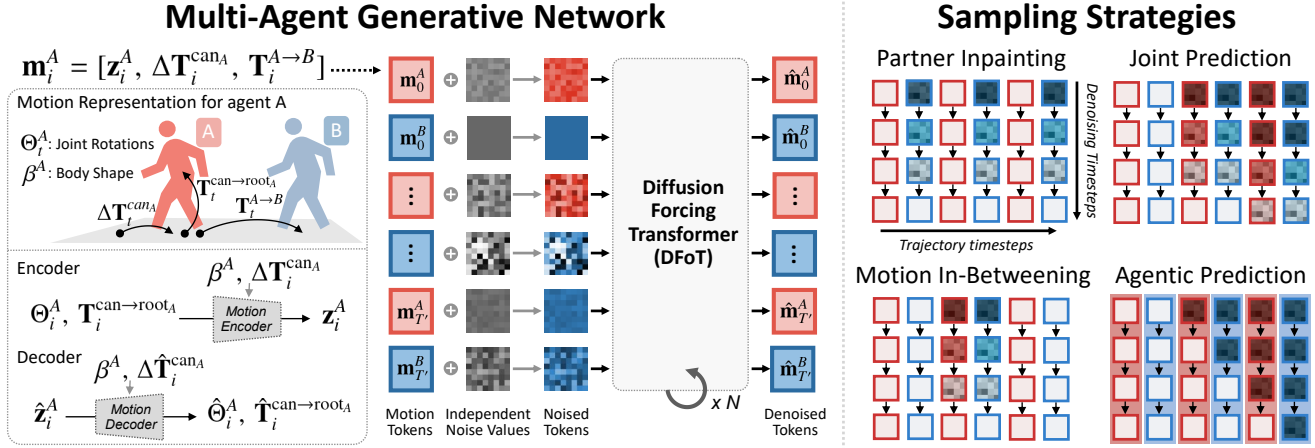 Multi-Agent Generative Network
m_i^A = [z_i^A, ΔT_i^{can_A}, T_i^{A→B}]
Motion Representation for agent A
Θ_t^A: Joint Rotations
β^A: Body Shape
A
B
T_t^{can→root_A}
ΔT_t^{can_A}
T_t^{A→B}
Encoder
β^A, ΔT_i^{can_A}
Θ_i^A, T_i^{can→root_A}
Motion
Encoder
z_i^A
Decoder
β^A, ΔT̂_i^{can_A}
ẑ_i^A
Motion
Decoder
Θ̂_i^A, T̂_i^{can→root_A}
m_0^A
m_0^B
⋮
⋮
m_{T'}^A
m_{T'}^B
+
+
+
+
+
+
Motion
Tokens
Independent
Noise Values
Noised
Tokens
Diffusion
Forcing
Transformer
(DFoT)
x N
m̂_0^A
m̂_0^B
⋮
⋮
m̂_{T'}^A
m̂_{T'}^B
Denoised
Tokens
Sampling Strategies
Partner Inpainting
Joint Prediction
Denoising Timesteps
Trajectory timesteps
Motion In-Betweening
Agentic Prediction